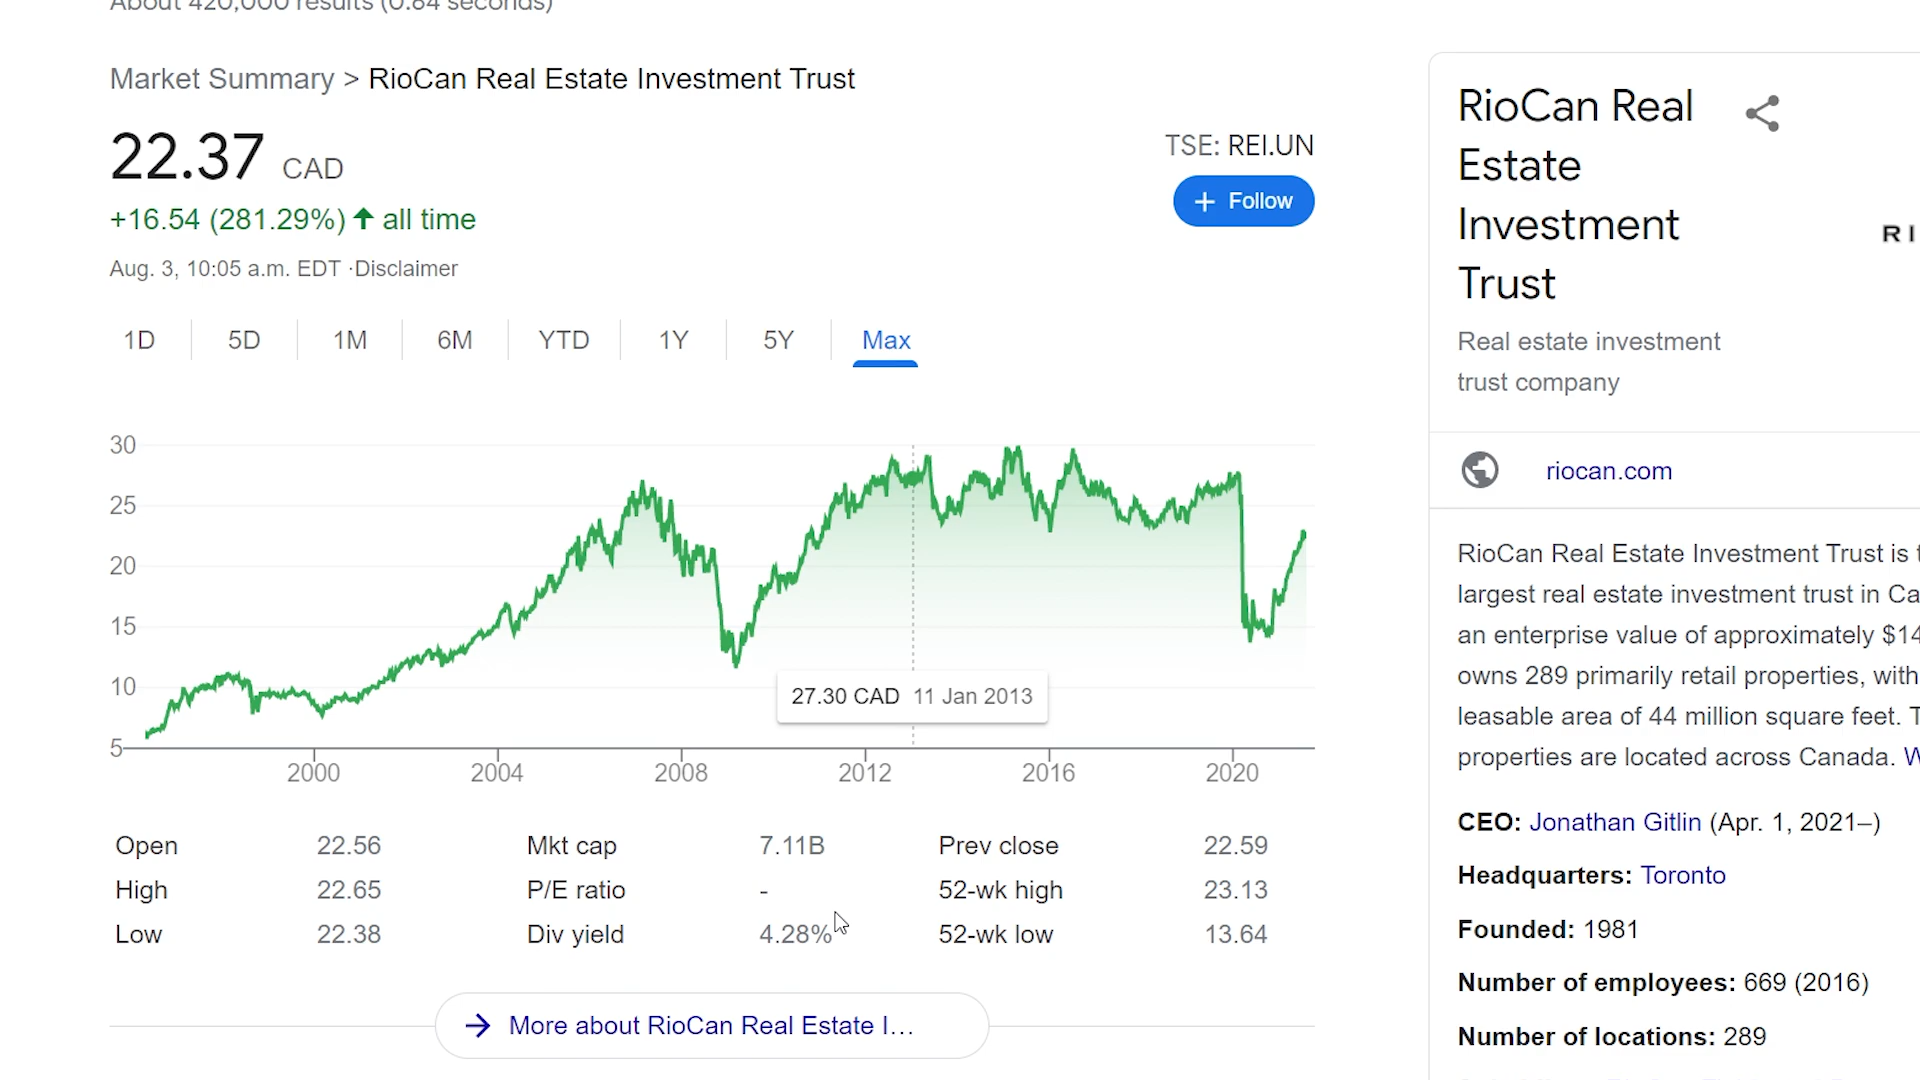 About 420,000 results (0.84 seconds)
Market Summary > RioCan Real Estate Investment Trust
22.37 CAD
+16.54 (281.29%) ↑ all time
Aug. 3, 10:05 a.m. EDT ·Disclaimer
TSE: REI.UN
+ Follow
1D 5D 1M 6M YTD 1Y 5Y Max
30
25
20
15
10
5
27.30 CAD 11 Jan 2013
2000 2004 2008 2012 2016 2020
Open 22.56 Mkt cap 7.11B Prev close 22.59
High 22.65 P/E ratio - 52-wk high 23.13
Low 22.38 Div yield 4.28% 52-wk low 13.64
→ More about RioCan Real Estate I...
RioCan Real
Estate
Investment
Trust
RI
Real estate investment
trust company
riocan.com
RioCan Real Estate Investment Trust is
largest real estate investment trust in Ca
an enterprise value of approximately $14
owns 289 primarily retail properties, with
leasable area of 44 million square feet. T
properties are located across Canada. W
CEO: Jonathan Gitlin (Apr. 1, 2021–)
Headquarters: Toronto
Founded: 1981
Number of employees: 669 (2016)
Number of locations: 289